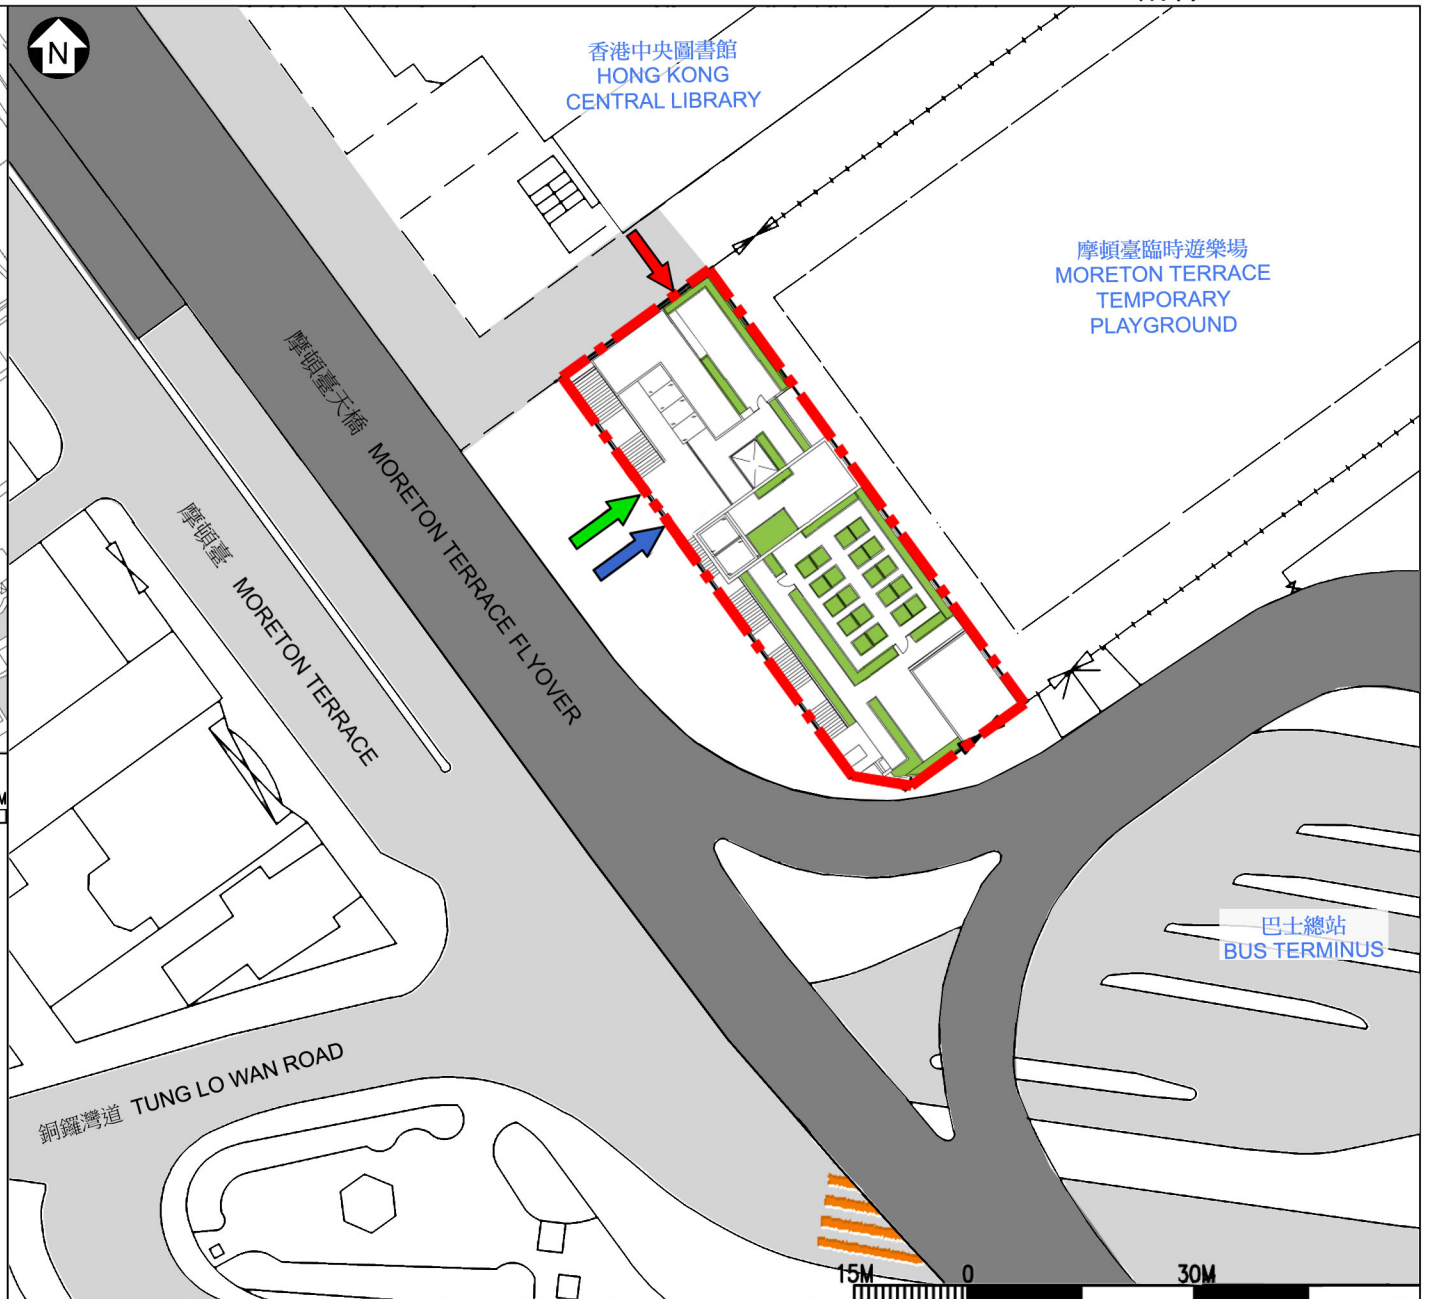 N
香港中央圖書館
HONG KONG
CENTRAL LIBRARY
摩頓臺臨時遊樂場
MORETON TERRACE
TEMPORARY
PLAYGROUND
摩頓臺天橋 MORETON TERRACE FLYOVER
摩頓臺 MORETON TERRACE
巴士總站
BUS TERMINUS
銅鑼灣道 TUNG LO WAN ROAD
15M 0 30M